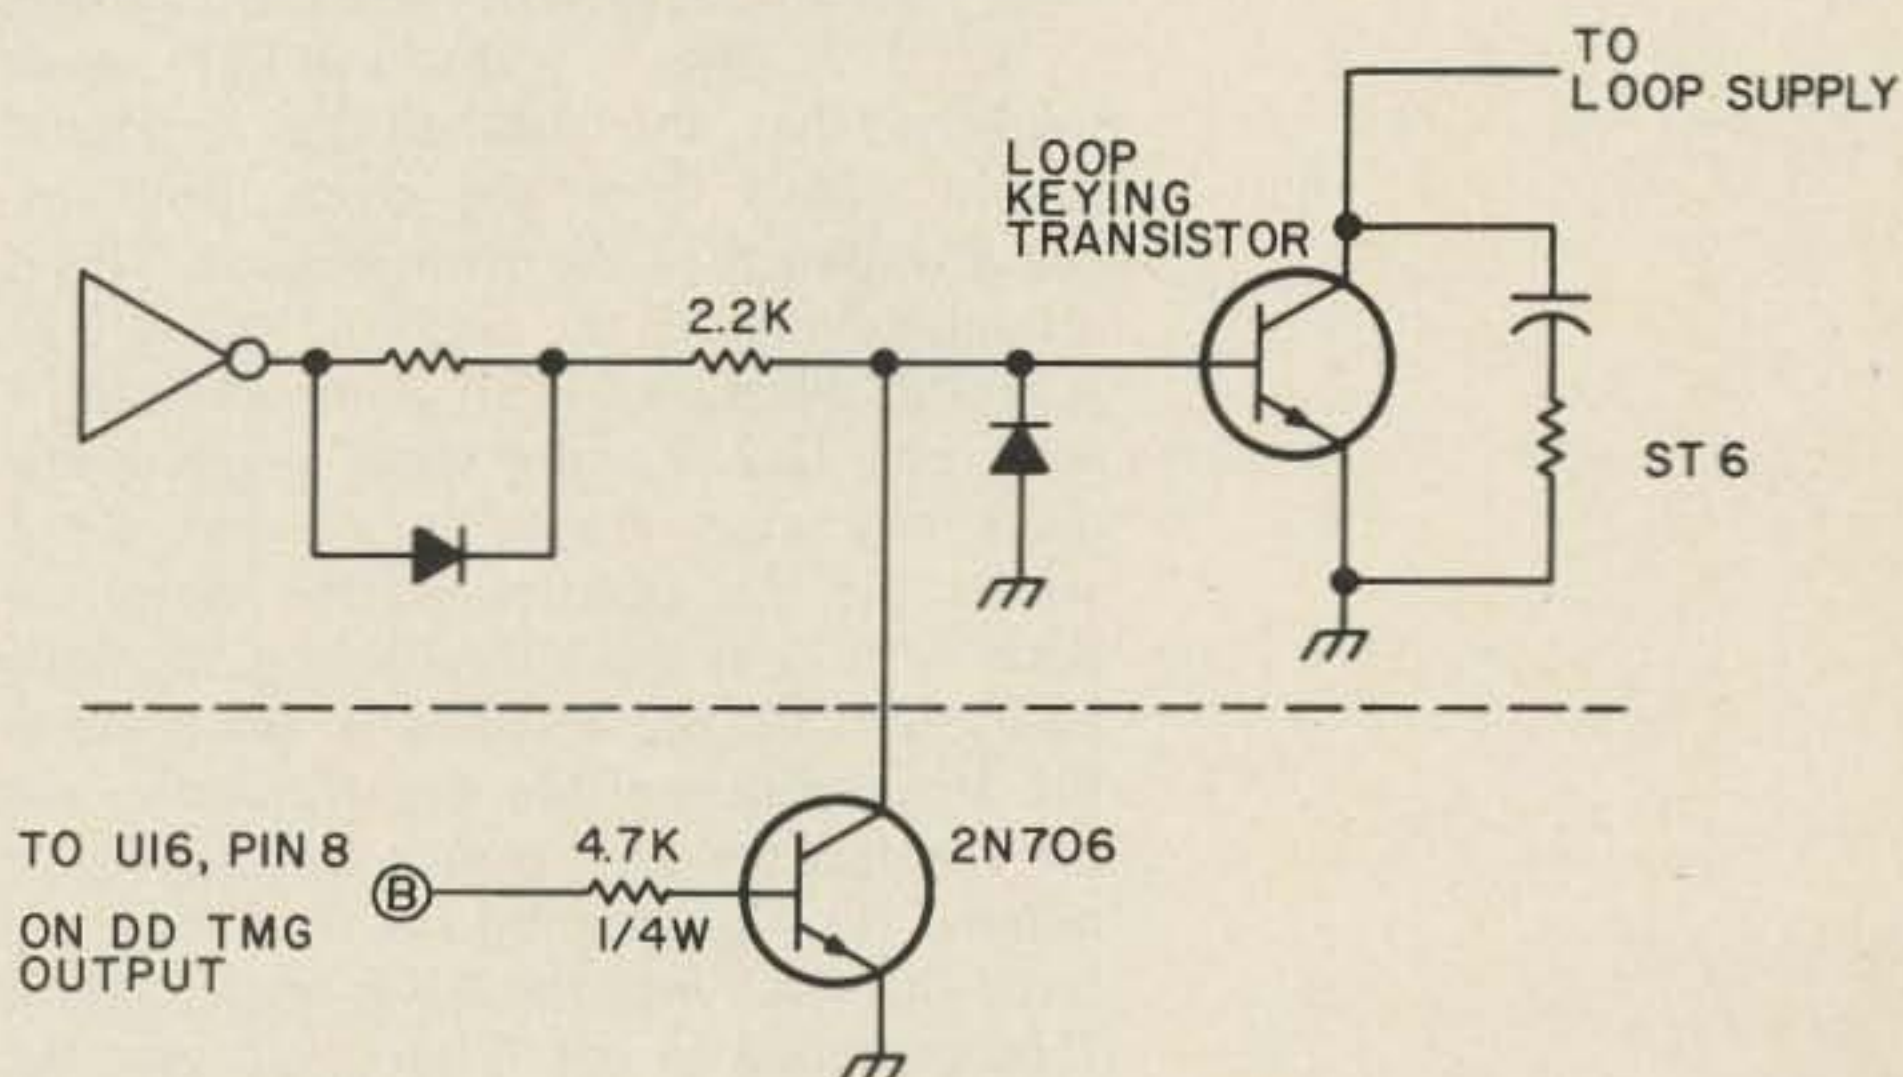 TO
LOOP SUPPLY
LOOP
KEYING
TRANSISTOR
2.2K
ST 6
TO U16, PIN 8
ON DD TMG
OUTPUT
B
4.7K
1/4W
2N706